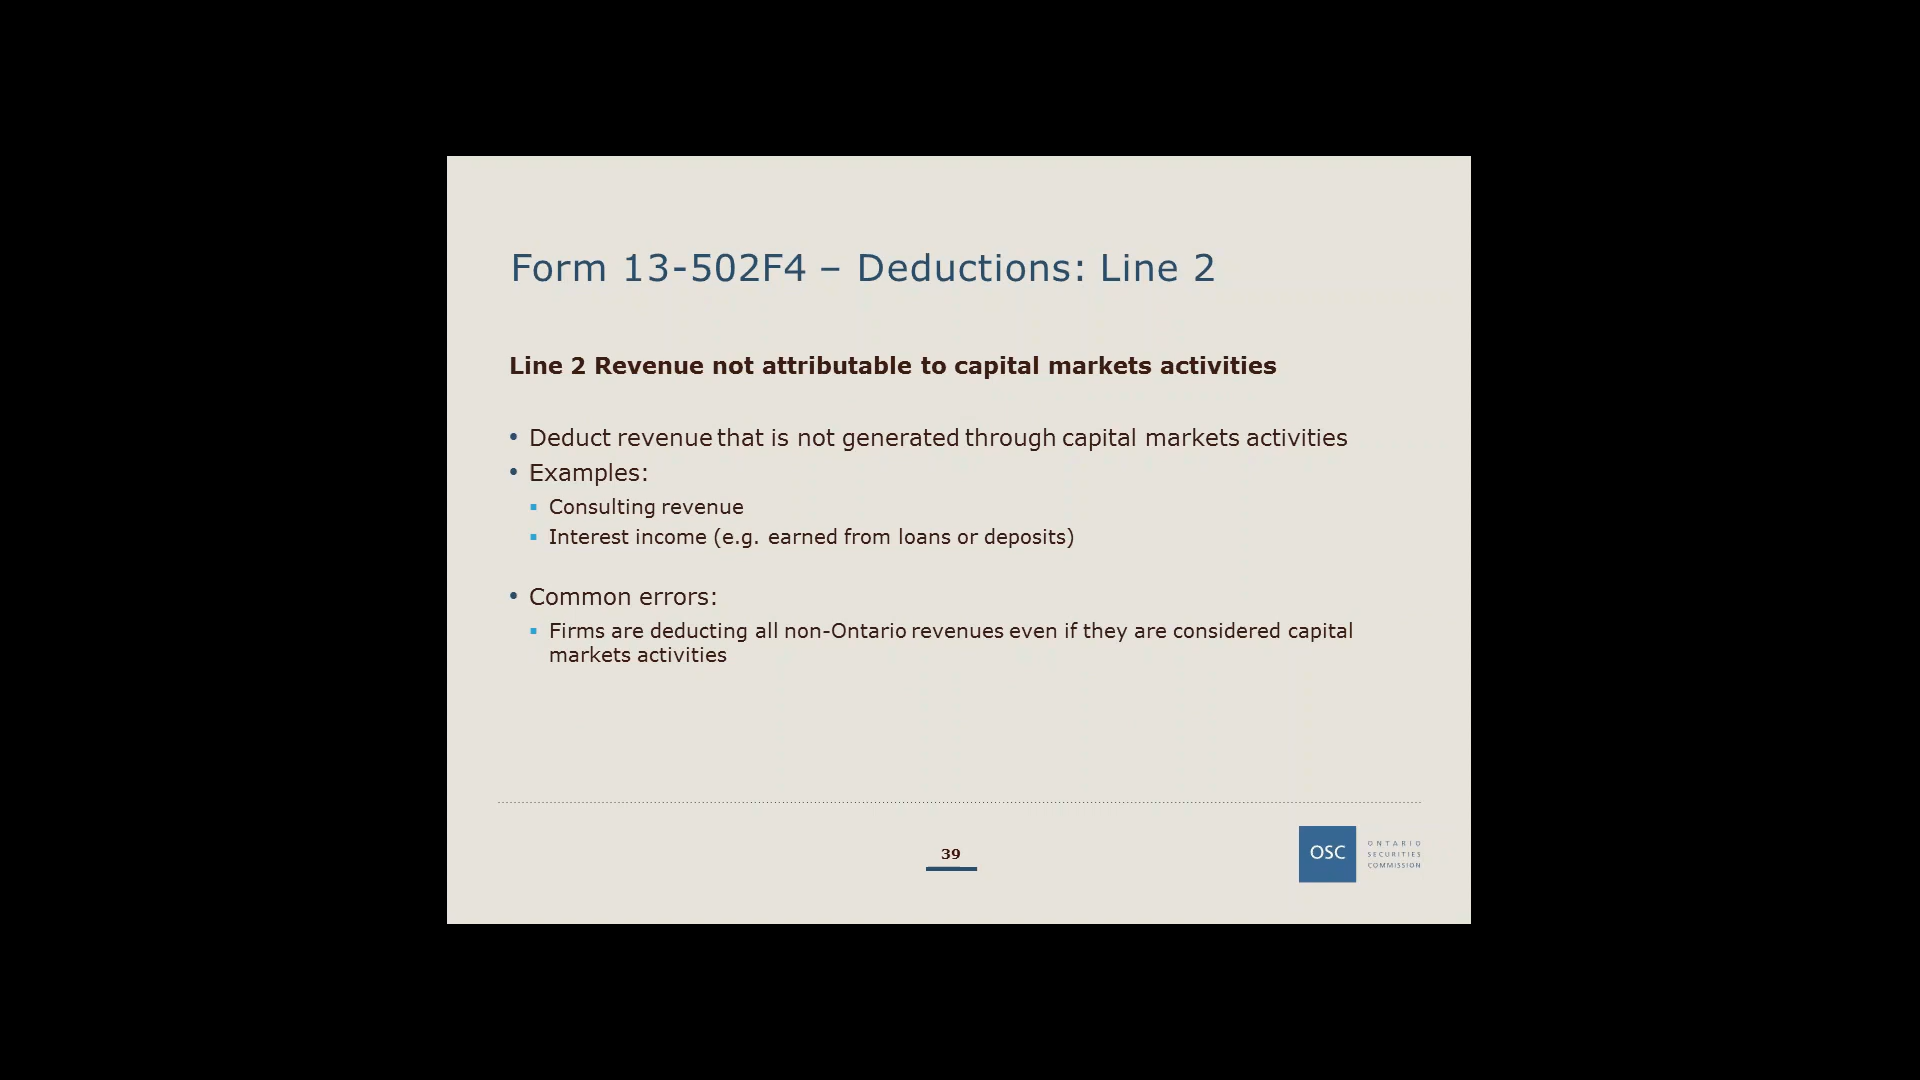 Form 13-502F4 – Deductions: Line 2
Line 2 Revenue not attributable to capital markets activities
• Deduct revenue that is not generated through capital markets activities
• Examples:
▪ Consulting revenue
▪ Interest income (e.g. earned from loans or deposits)
• Common errors:
▪ Firms are deducting all non-Ontario revenues even if they are considered capital
markets activities
39
OSC
ONTARIO
SECURITIES
COMMISSION